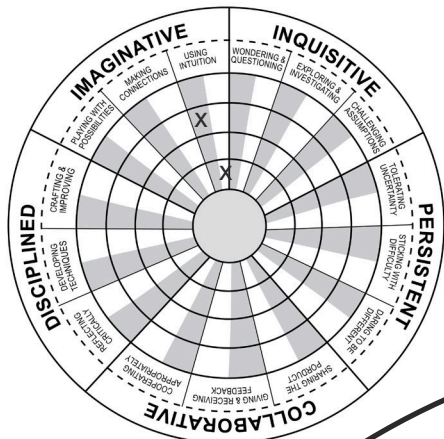 IMAGINATIVE
PLAYING WITH
POSSIBILITIES
MAKING
CONNECTIONS
USING
INTUITION
INQUISITIVE
WONDERING &
QUESTIONING
EXPLORING &
INVESTIGATING
CHALLENGING
ASSUMPTIONS
PERSISTENT
TOLERATING
UNCERTAINTY
STICKING WITH
DIFFICULTY
DARING TO BE
DIFFERENT
COLLABORATIVE
SHARING THE
PORDUCT
GIVING & RECEIVING
FEEDBACK
COOPERATING
APPROPRIATELY
DISCIPLINED
REFLECTING
CRITICALLY
DEVELOPING
TECHNIQUES
CRAFTING &
IMPROVING
X
X